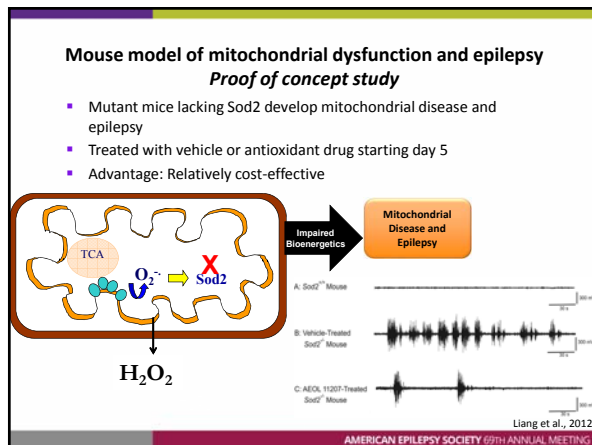 Mouse model of mitochondrial dysfunction and epilepsy
Proof of concept study
▪ Mutant mice lacking Sod2 develop mitochondrial disease and
epilepsy
▪ Treated with vehicle or antioxidant drug starting day 5
▪ Advantage: Relatively cost-effective
TCA
O₂⁻·
X
Sod2
H₂O₂
Impaired
Bioenergetics
Mitochondrial
Disease and
Epilepsy
A: Sod2 Mouse
B: Vehicle-Treated
Sod2 Mouse
C: AEOL 11207-Treated
Sod2 Mouse
Liang et al., 2012
AMERICAN EPILEPSY SOCIETY 69TH ANNUAL MEETING